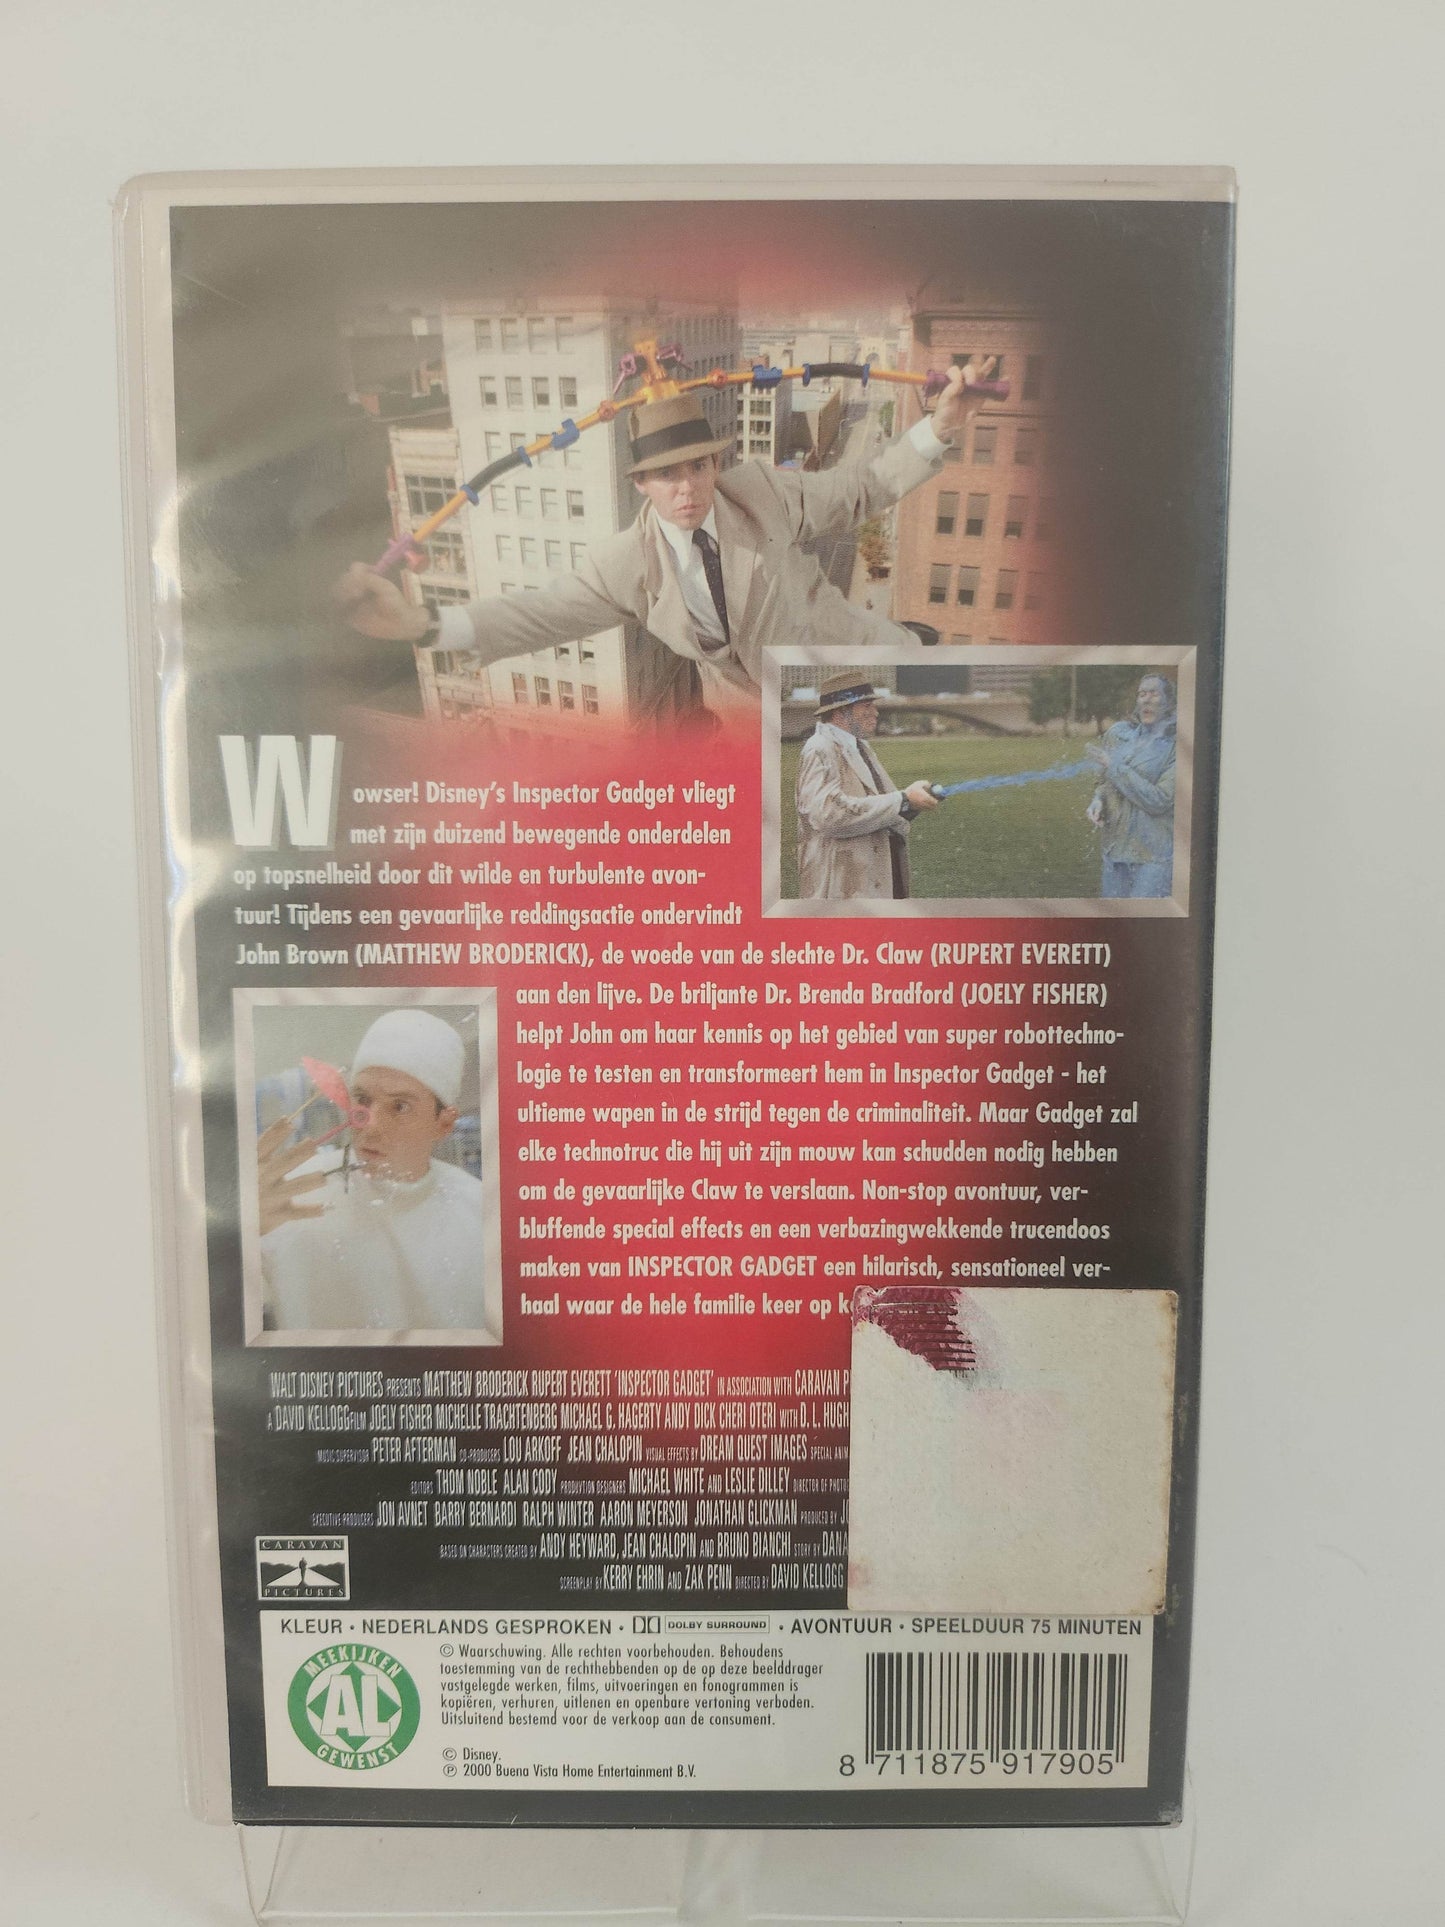 Wowser! Disney's Inspector Gadget vliegt
met zijn duizend bewegende onderdelen
op topsnelheid door dit wilde en turbulente avon-
tuur! Tijdens een gevaarlijke reddingsactie ondervindt
John Brown (MATTHEW BRODERICK), de woede van de slechte Dr. Claw (RUPERT EVERETT)
aan den lijve. De briljante Dr. Brenda Bradford (JOELY FISHER)
helpt John om haar kennis op het gebied van super robottechno-
logie te testen en transformeert hem in Inspector Gadget - het
ultieme wapen in de strijd tegen de criminaliteit. Maar Gadget zal
elke technotruc die hij uit zijn mouw kan schudden nodig hebben
om de gevaarlijke Claw te verslaan. Non-stop avontuur, ver-
bluffende special effects en een verbazingwekkende trucendoos
maken van INSPECTOR GADGET een hilarisch, sensationeel ver-
haal waar de hele familie keer op
WALT DISNEY PICTURES PRESENTS MATTHEW BRODERICK RUPERT EVERETT 'INSPECTOR GADGET' IN ASSOCIATION WITH CARAVAN
A DAVID KELLOGG FILM JOELY FISHER MICHELLE TRACHTENBERG MICHAEL G. HAGERTY ANDY DICK CHERI OTERI WITH D. L.
MUSIC SUPERVISOR PETER AFTERMAN CO-PRODUCERS LOU ARKOFF JEAN CHALOPIN VISUAL EFFECTS BY DREAM QUEST IMAGES SPECIAL
EDITORS THOM NOBLE ALAN CODY PRODUVTION DESIGNERS MICHAEL WHITE AND LESLIE DILLEY DIRECTOR OF
EXECUTIVE PRODUCERS JON AVNET BARRY BERNARDI RALPH WINTER AARON MEYERSON JONATHAN GLICKMAN PRODUCED BY
BASED ON CHARACTERS CREATED BY ANDY HEYWARD, JEAN CHALOPIN AND BRUNO BIANCHI STORY BY DANA
SCREENPLAY BY KERRY EHRIN AND ZAK PENN DIRECTED BY DAVID KELLOGG
CARAVAN
PICTURES
KLEUR • NEDERLANDS GESPROKEN • DOLBY SURROUND • AVONTUUR • SPEELDUUR 75 MINUTEN
MEEKIJKEN
AL
GEWENST
© Waarschuwing. Alle rechten voorbehouden. Behoudens
toestemming van de rechthebbenden op de op deze beelddrager
vastgelegde werken, films, uitvoeringen en fonogrammen is
kopiëren, verhuren, uitlenen en openbare vertoning verboden.
Uitsluitend bestemd voor de verkoop aan de consument.
© Disney.
℗ 2000 Buena Vista Home Entertainment B.V.
8 711875 917905